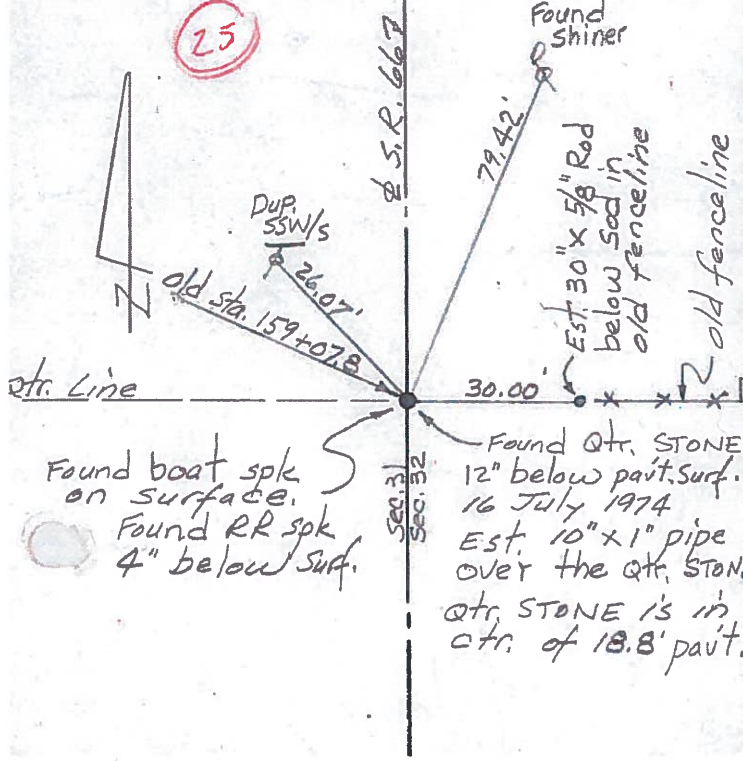 25
℄ S.R. 667
Found
Shiner
79.42'
Dup.
SSW/S
26.07'
old sta. 159+07.8
N
Est. 30" x 5/8" Rod
below sod in
old fenceline
old fenceline
Qtr. Line
30.00'
Found boat spk
on surface.
Found RR spk
4" below surf.
Sec. 31
Sec. 32
Found Qtr. STONE
12" below pav't. surf.
16 July 1974
Est. 10" x 1" pipe
over the Qtr. STON
Qtr. STONE is in
ctr. of 18.8' pav't.